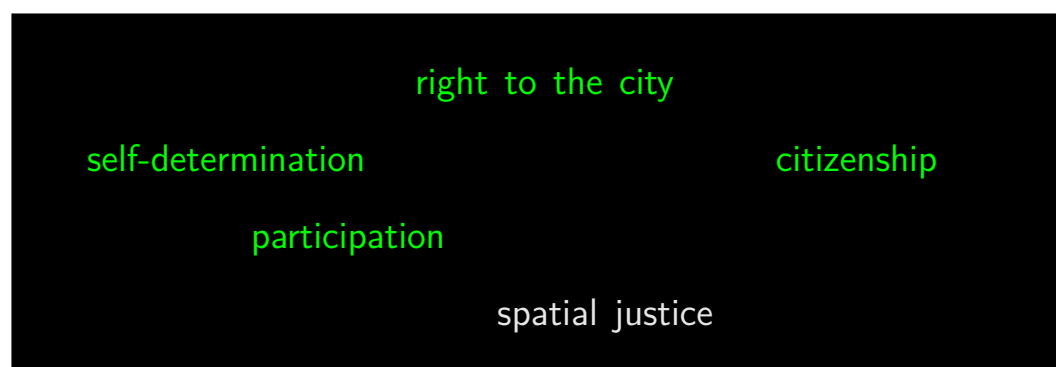 right to the city
self-determination citizenship
participation
spatial justice